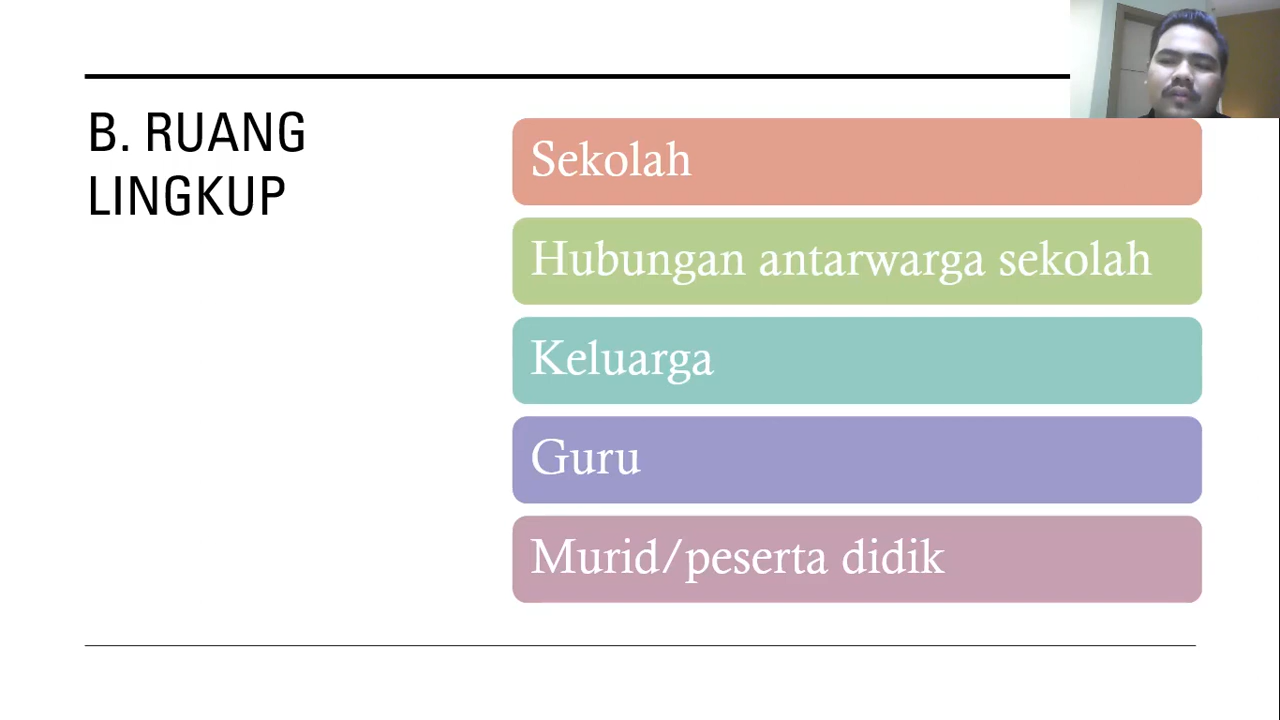 B. RUANG
LINGKUP
Sekolah
Hubungan antarwarga sekolah
Keluarga
Guru
Murid/peserta didik